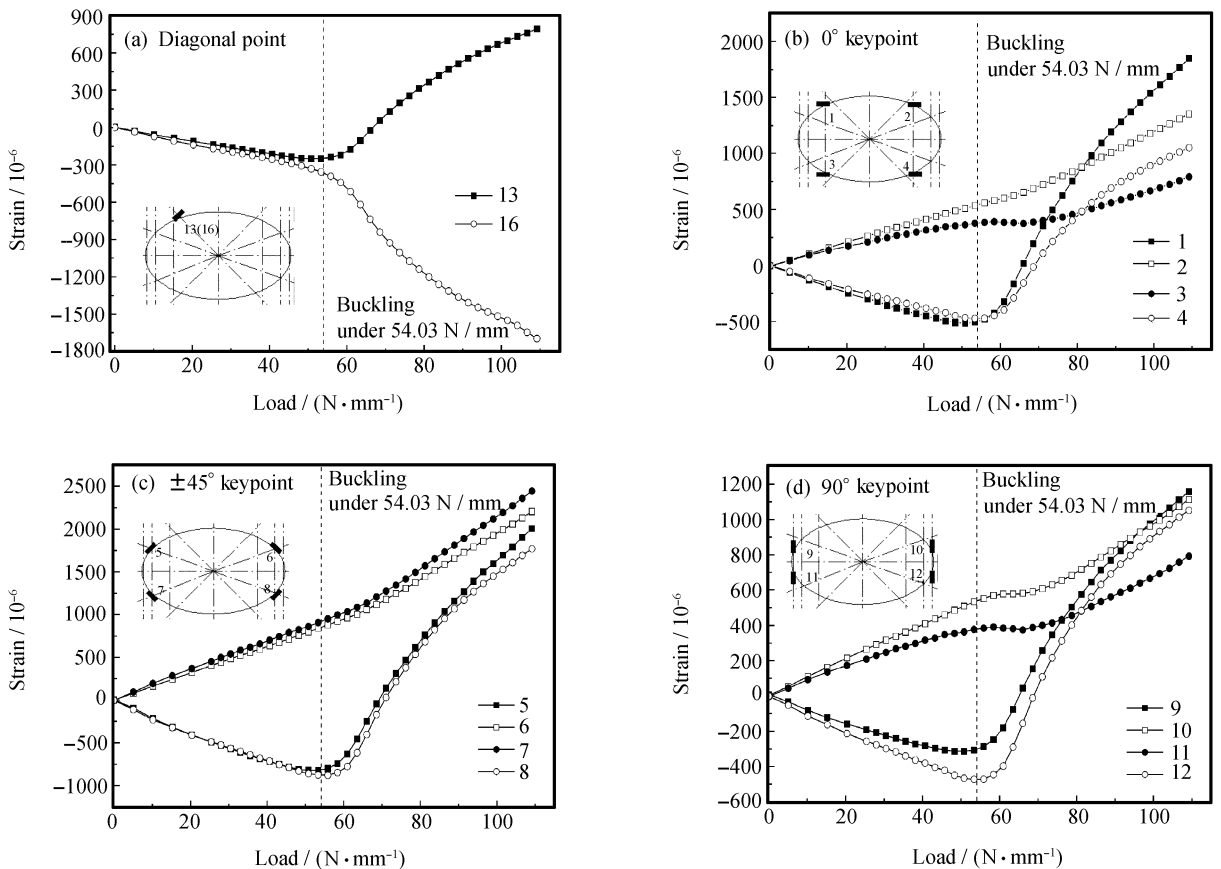 (a) Diagonal point
900
600
300
0
–300
–600
–900
–1200
–1500
–1800
Strain / 10⁻⁶
13
16
13(16)
Buckling
under 54.03 N / mm
0 20 40 60 80 100
Load / (N·mm⁻¹)
(b) 0° keypoint
Buckling
under 54.03 N / mm
2000
1500
1000
500
0
–500
Strain / 10⁻⁶
1 2
3 4
1
2
3
4
0 20 40 60 80 100
Load / (N·mm⁻¹)
(c) ±45° keypoint
Buckling
under 54.03 N / mm
2500
2000
1500
1000
500
0
–500
–1000
Strain / 10⁻⁶
5 6
7 8
5
6
7
8
0 20 40 60 80 100
Load / (N·mm⁻¹)
(d) 90° keypoint
Buckling
under 54.03 N / mm
1200
1000
800
600
400
200
0
–200
–400
–600
Strain / 10⁻⁶
9 10
11 12
9
10
11
12
0 20 40 60 80 100
Load / (N·mm⁻¹)